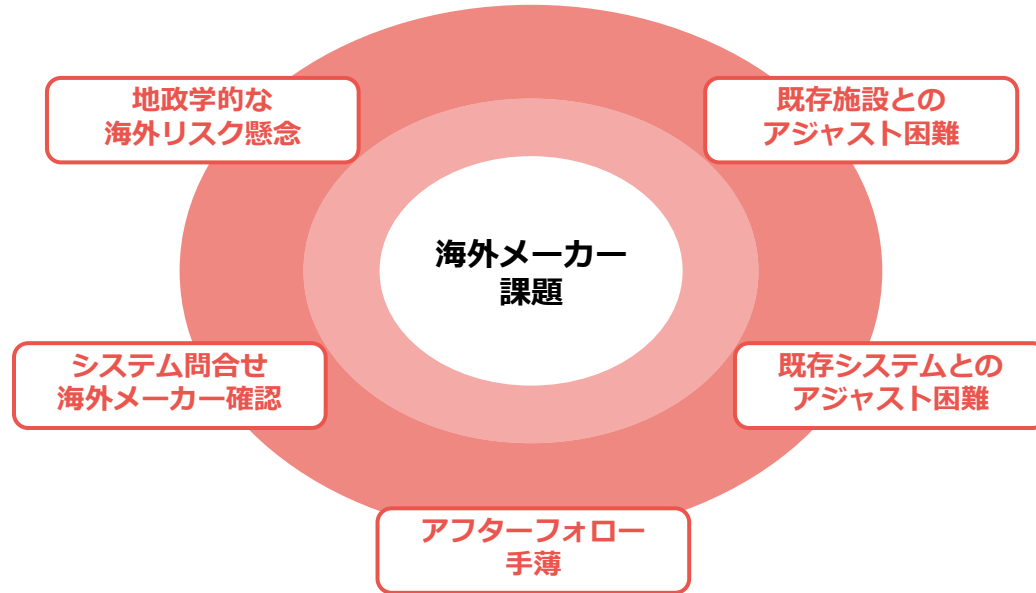 地政学的な
海外リスク懸念
既存施設との
アジャスト困難
海外メーカー
課題
システム問合せ
海外メーカー確認
既存システムとの
アジャスト困難
アフターフォロー
手薄